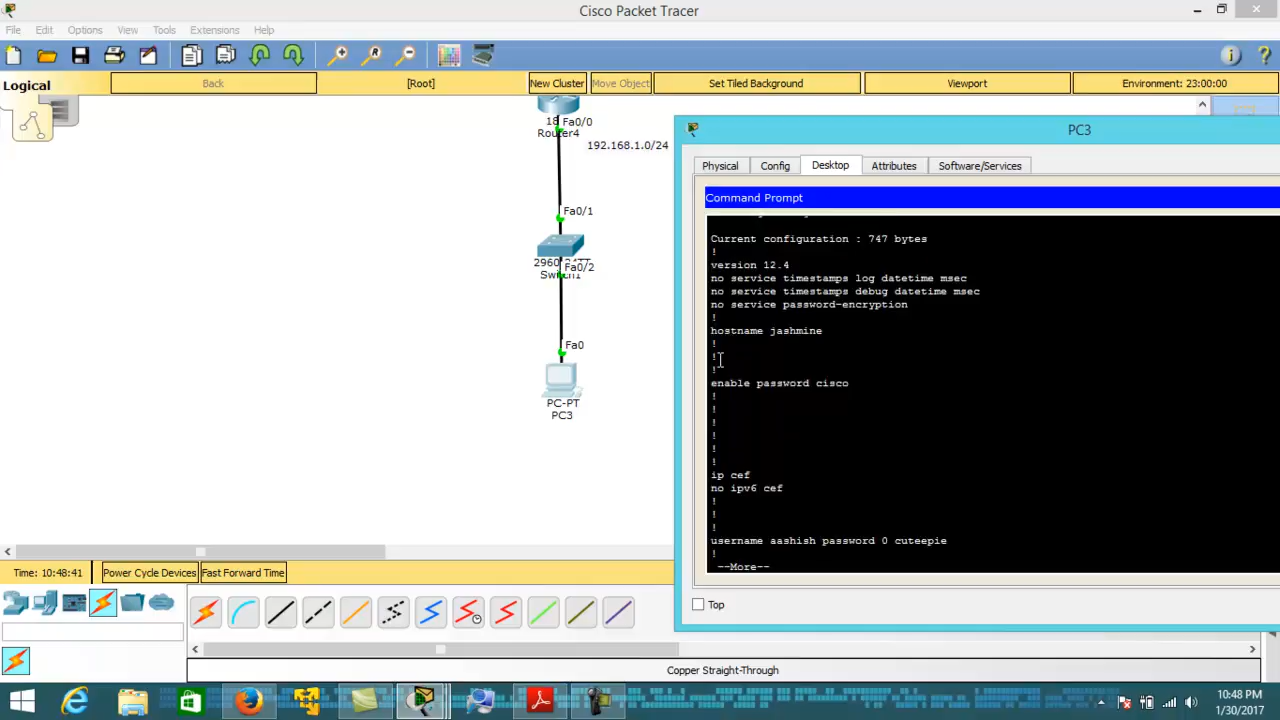 Cisco Packet Tracer
File Edit Options View Tools Extensions Help
Logical
Back
[Root]
New Cluster
Move Object
Set Tiled Background
Viewport
Environment: 23:00:00
18
Fa0/0
Router4
192.168.1.0/24
Fa0/1
2960
Fa0/2
Switch1
Fa0
PC-PT
PC3
PC3
Physical Config Desktop Attributes Software/Services
Command Prompt
Current configuration : 747 bytes
!
version 12.4
no service timestamps log datetime msec
no service timestamps debug datetime msec
no service password-encryption
!
hostname jashmine
!
!
!
enable password cisco
!
!
!
!
!
!
ip cef
no ipv6 cef
!
!
!
username aashish password 0 cuteepie
!
--More--
Top
Time: 10:48:41
Power Cycle Devices
Fast Forward Time
Copper Straight-Through
10:48 PM
1/30/2017